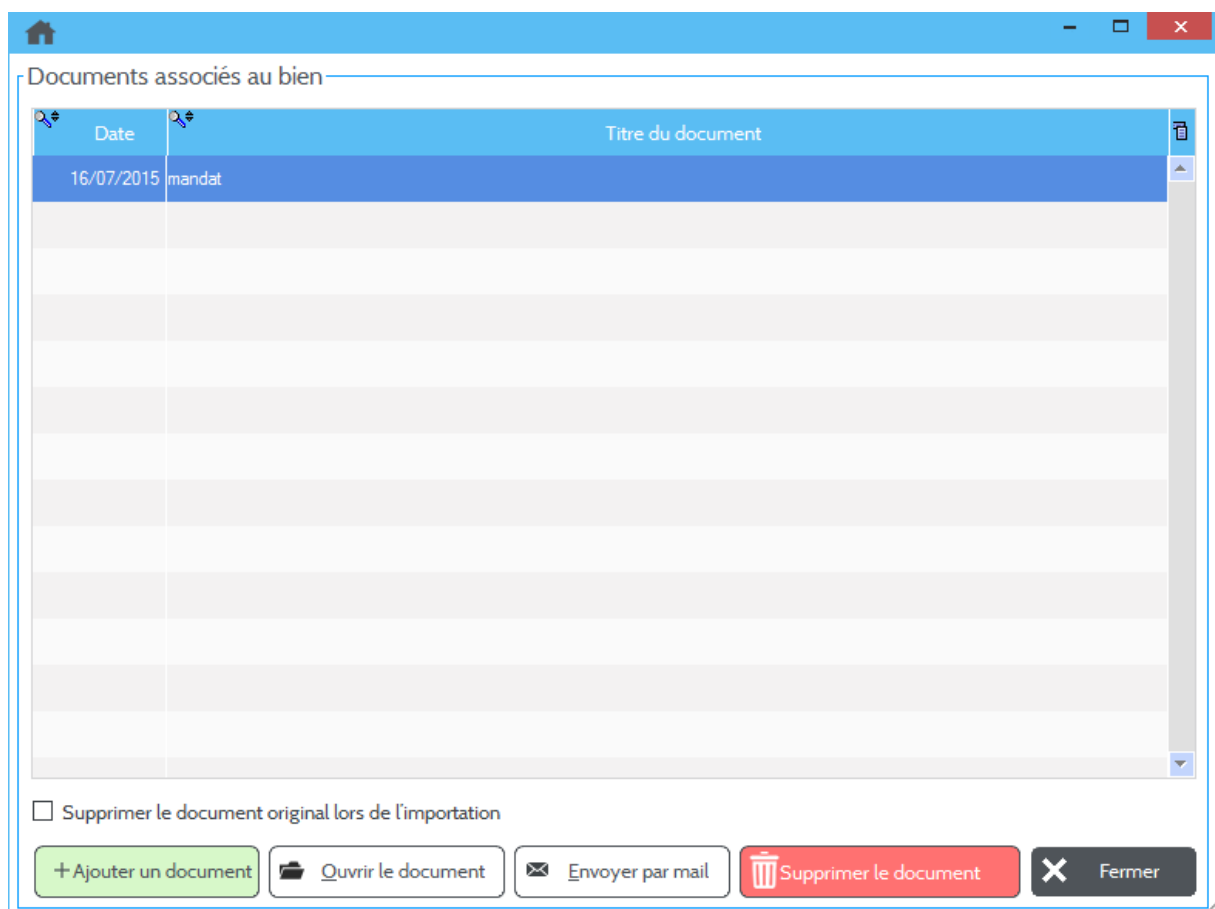 Documents associés au bien
Date Titre du document
16/07/2015 mandat
Supprimer le document original lors de l'importation
+Ajouter un document Ouvrir le document Envoyer par mail Supprimer le document Fermer